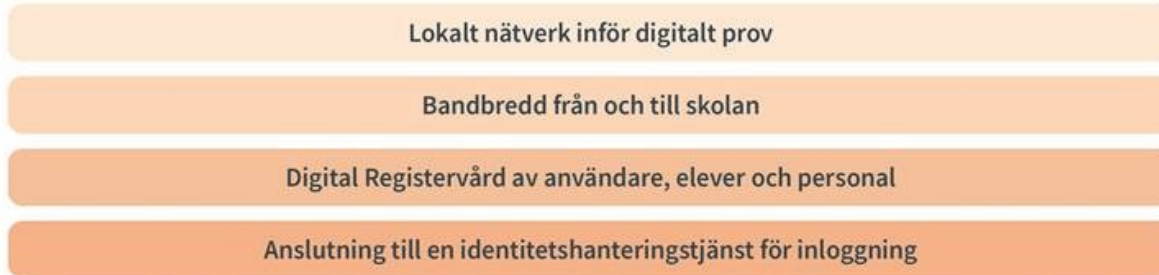 Lokalt nätverk inför digitalt prov
Bandbredd från och till skolan
Digital Registervård av användare, elever och personal
Anslutning till en identitetshanteringstjänst för inloggning